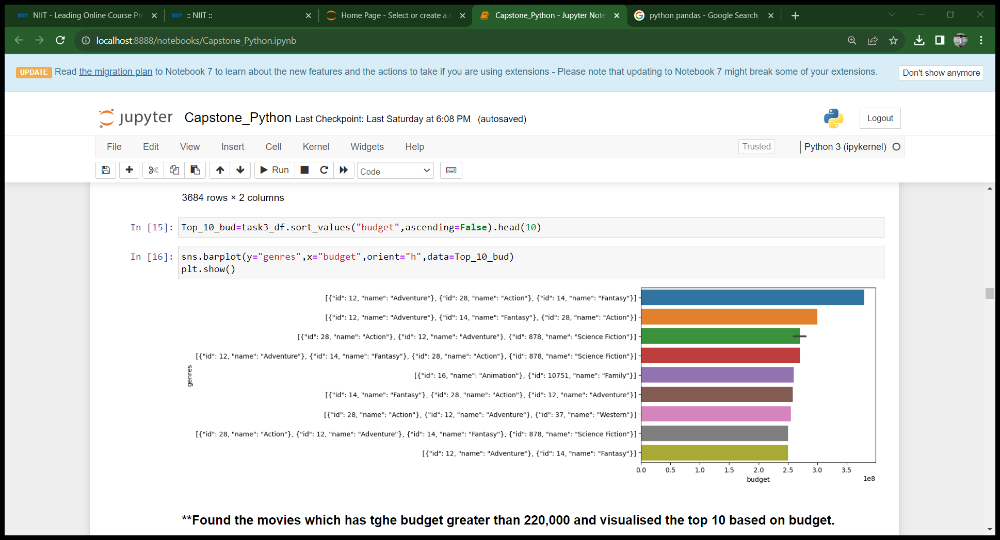 NIIT NIIT - Leading Online Course Pr
NIIT :: NIIT ::
Home Page - Select or create a n
Capstone_Python - Jupyter Note
python pandas - Google Search
localhost:8888/notebooks/Capstone_Python.ipynb
UPDATE Read the migration plan to Notebook 7 to learn about the new features and the actions to take if you are using extensions - Please note that updating to Notebook 7 might break some of your extensions.
Don't show anymore
jupyter Capstone_Python Last Checkpoint: Last Saturday at 6:08 PM (autosaved)
Logout
File Edit View Insert Cell Kernel Widgets Help
Trusted
Python 3 (ipykernel)
Run
Code
3684 rows × 2 columns
In [15]: Top_10_bud=task3_df.sort_values("budget",ascending=False).head(10)
In [16]: sns.barplot(y="genres",x="budget",orient="h",data=Top_10_bud)
plt.show()
[{"id": 12, "name": "Adventure"}, {"id": 28, "name": "Action"}, {"id": 14, "name": "Fantasy"}]
[{"id": 12, "name": "Adventure"}, {"id": 14, "name": "Fantasy"}, {"id": 28, "name": "Action"}]
[{"id": 28, "name": "Action"}, {"id": 12, "name": "Adventure"}, {"id": 878, "name": "Science Fiction"}]
[{"id": 12, "name": "Adventure"}, {"id": 14, "name": "Fantasy"}, {"id": 28, "name": "Action"}, {"id": 878, "name": "Science Fiction"}]
[{"id": 16, "name": "Animation"}, {"id": 10751, "name": "Family"}]
[{"id": 14, "name": "Fantasy"}, {"id": 28, "name": "Action"}, {"id": 12, "name": "Adventure"}]
[{"id": 28, "name": "Action"}, {"id": 12, "name": "Adventure"}, {"id": 37, "name": "Western"}]
[{"id": 28, "name": "Action"}, {"id": 12, "name": "Adventure"}, {"id": 14, "name": "Fantasy"}, {"id": 878, "name": "Science Fiction"}]
[{"id": 12, "name": "Adventure"}, {"id": 14, "name": "Fantasy"}]
genres
0.0 0.5 1.0 1.5 2.0 2.5 3.0 3.5
budget
1e8
**Found the movies which has tghe budget greater than 220,000 and visualised the top 10 based on budget.